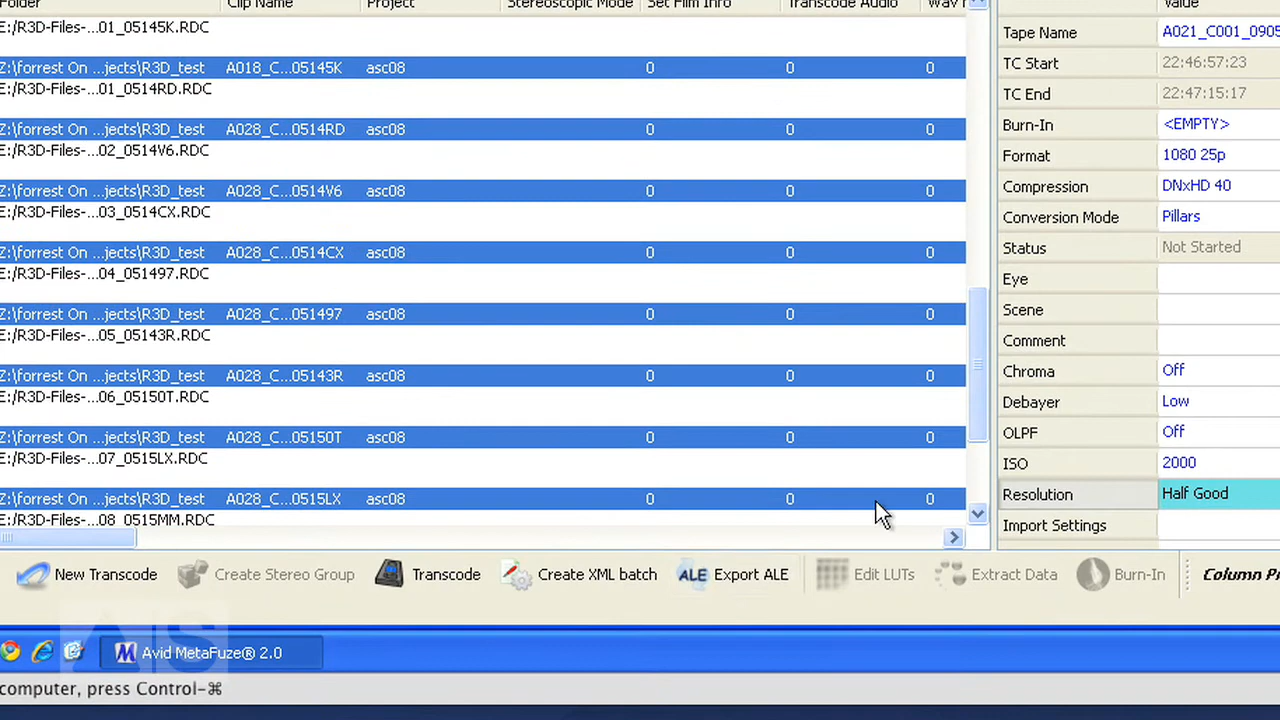 Folder Clip Name Project Stereoscopic Mode Set Film Info Transcode Audio Wav
E:/R3D-Files-...01_05145K.RDC
Z:\forrest On ...jects\R3D_test A018_C...05145K asc08 0 0 0
E:/R3D-Files-...01_0514RD.RDC
Z:\forrest On ...jects\R3D_test A028_C...0514RD asc08 0 0 0
E:/R3D-Files-...02_0514V6.RDC
Z:\forrest On ...jects\R3D_test A028_C...0514V6 asc08 0 0 0
E:/R3D-Files-...03_0514CX.RDC
Z:\forrest On ...jects\R3D_test A028_C...0514CX asc08 0 0 0
E:/R3D-Files-...04_051497.RDC
Z:\forrest On ...jects\R3D_test A028_C...051497 asc08 0 0 0
E:/R3D-Files-...05_05143R.RDC
Z:\forrest On ...jects\R3D_test A028_C...05143R asc08 0 0 0
E:/R3D-Files-...06_05150T.RDC
Z:\forrest On ...jects\R3D_test A028_C...05150T asc08 0 0 0
E:/R3D-Files-...07_0515LX.RDC
Z:\forrest On ...jects\R3D_test A028_C...0515LX asc08 0 0 0
E:/R3D-Files-...08_0515MM.RDC
Value
Tape Name A021_C001_0905
TC Start 22:46:57:23
TC End 22:47:15:17
Burn-In <EMPTY>
Format 1080 25p
Compression DNxHD 40
Conversion Mode Pillars
Status Not Started
Eye
Scene
Comment
Chroma Off
Debayer Low
OLPF Off
ISO 2000
Resolution Half Good
Import Settings
New Transcode Create Stereo Group Transcode Create XML batch ALE Export ALE Edit LUTs Extract Data Burn-In Column Pr
AS
Avid MetaFuze® 2.0
computer, press Control-⌘